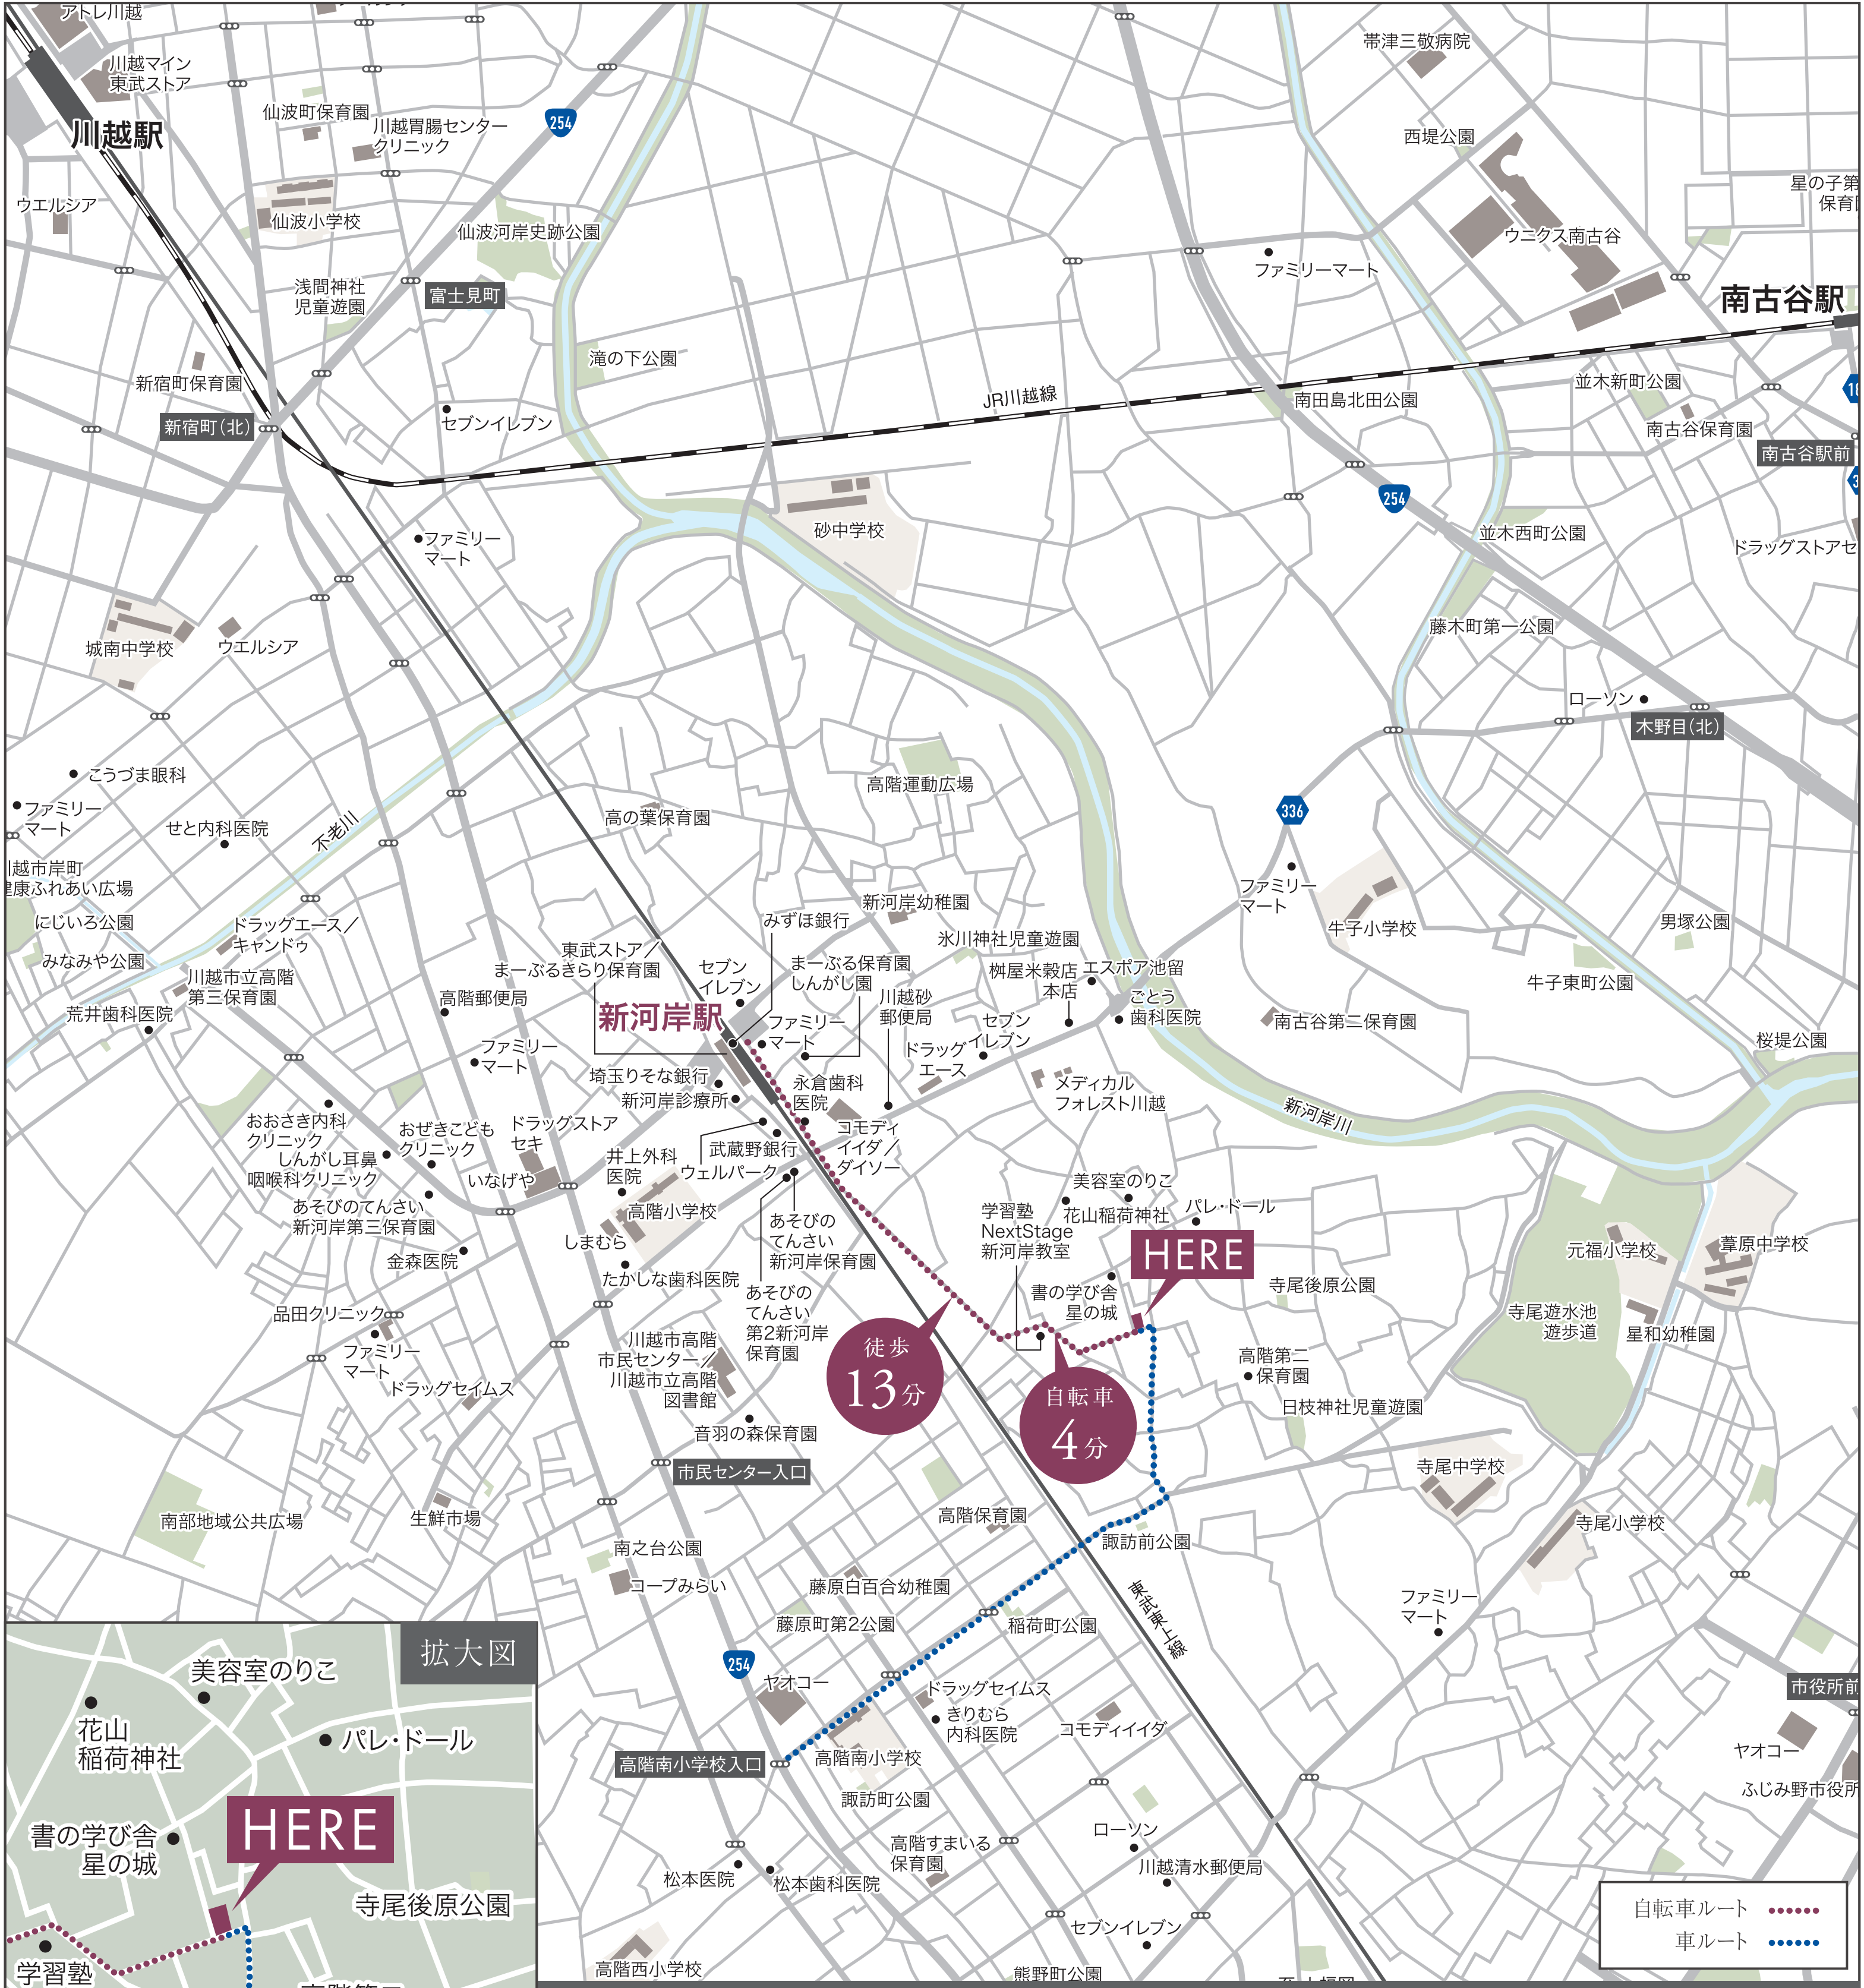 アトレ川越
川越マイン
東武ストア
川越駅
仙波町保育園
川越胃腸センター
クリニック
254
帯津三敬病院
西堤公園
ウエルシア
仙波小学校
仙波河岸史跡公園
ウニクス南古谷
ファミリーマート
浅間神社
児童遊園
富士見町
南古谷駅
滝の下公園
新宿町保育園
新宿町(北)
セブンイレブン
JR川越線
南田島北田公園
並木新町公園
南古谷保育園
南古谷駅前
254
砂中学校
並木西町公園
ファミリー
マート
城南中学校
ウエルシア
藤木町第一公園
ローソン
木野目(北)
こうづま眼科
ファミリー
マート
せと内科医院
不老川
高の葉保育園
高階運動広場
336
ファミリー
マート
牛子小学校
男塚公園
牛子東町公園
にじいろ公園
みなみや公園
ドラッグエース/
キャンドゥ
川越市立高階
第三保育園
荒井歯科医院
高階郵便局
東武ストア/
まーぶるきらり保育園
みずほ銀行
新河岸幼稚園
セブン
イレブン
まーぶる保育園
しんがし園
氷川神社児童遊園
桝屋米穀店
本店
エスポア池留
ごとう
歯科医院
新河岸駅
ファミリー
マート
川越砂
郵便局
ドラッグ
エース
セブン
イレブン
南古谷第二保育園
桜堤公園
ファミリー
マート
埼玉りそな銀行
新河岸診療所
永倉歯科
医院
メディカル
フォレスト川越
新河岸川
コモディ
イイダ/
ダイソー
武蔵野銀行
ウェルパーク
おおさき内科
クリニック
しんがし耳鼻
咽喉科クリニック
おぜきこども
クリニック
ドラッグストア
セキ
いなげや
井上外科
医院
高階小学校
あそびのてんさい
新河岸第三保育園
金森医院
しまむら
たかしな歯科医院
あそびの
てんさい
新河岸保育園
あそびの
てんさい
第2新河岸
保育園
学習塾
NextStage
新河岸教室
美容室のりこ
花山稲荷神社
パレ・ドール
HERE
書の学び舎
星の城
寺尾後原公園
元福小学校
葦原中学校
寺尾遊水池
遊歩道
星和幼稚園
品田クリニック
ファミリー
マート
ドラッグセイムス
川越市高階
市民センター/
川越市立高階
図書館
徒歩
13分
自転車
4分
高階第二
保育園
日枝神社児童遊園
音羽の森保育園
市民センター入口
寺尾中学校
寺尾小学校
南部地域公共広場
生鮮市場
高階保育園
諏訪前公園
南之台公園
コープみらい
藤原白百合幼稚園
藤原町第2公園
稲荷町公園
東武東上線
ファミリー
マート
254
ヤオコー
ドラッグセイムス
きりむら
内科医院
コモディイイダ
高階南小学校入口
高階南小学校
諏訪町公園
ヤオコー
高階すまいる
保育園
ローソン
川越清水郵便局
松本医院
松本歯科医院
セブンイレブン
高階西小学校
熊野町公園
拡大図
美容室のりこ
花山
稲荷神社
パレ・ドール
HERE
書の学び舎
星の城
寺尾後原公園
学習塾
自転車ルート
車ルート